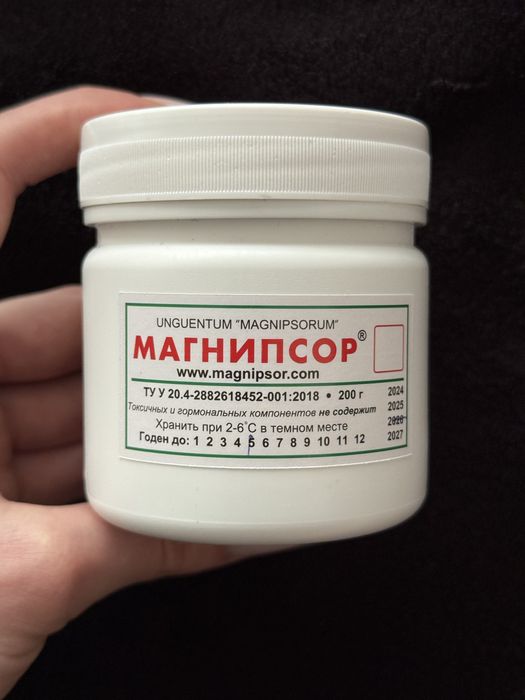 UNGUENTUM "MAGNIPSORUM"
МАГНИПСОР®
www.magnipsor.com
ТУ У 20.4-2882618452-001:2018 • 200 г
Токсичных и гормональных компонентов не содержит
Хранить при 2-6°С в темном месте
Годен до: 1 2 3 4 5 6 7 8 9 10 11 12
2024
2025
2026
2027